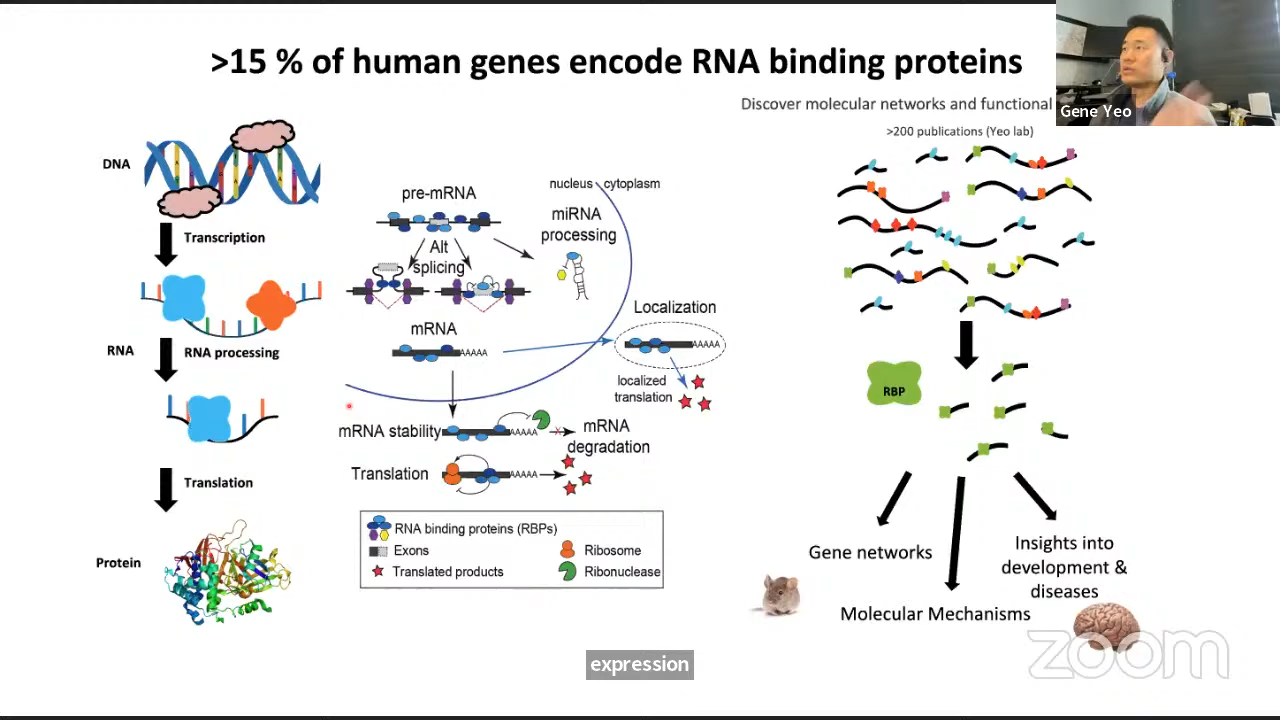 >15 % of human genes encode RNA binding proteins
Gene Yeo
Discover molecular networks and functional
>200 publications (Yeo lab)
DNA
Transcription
RNA
RNA processing
Translation
Protein
nucleus
cytoplasm
pre-mRNA
miRNA
processing
Alt
splicing
mRNA
AAAAA
Localization
AAAAA
localized
translation
mRNA stability
AAAAA
mRNA
degradation
Translation
AAAAA
RNA binding proteins (RBPs)
Exons
Ribosome
Translated products
Ribonuclease
RBP
Gene networks
Molecular Mechanisms
Insights into
development &
diseases
zoom
expression